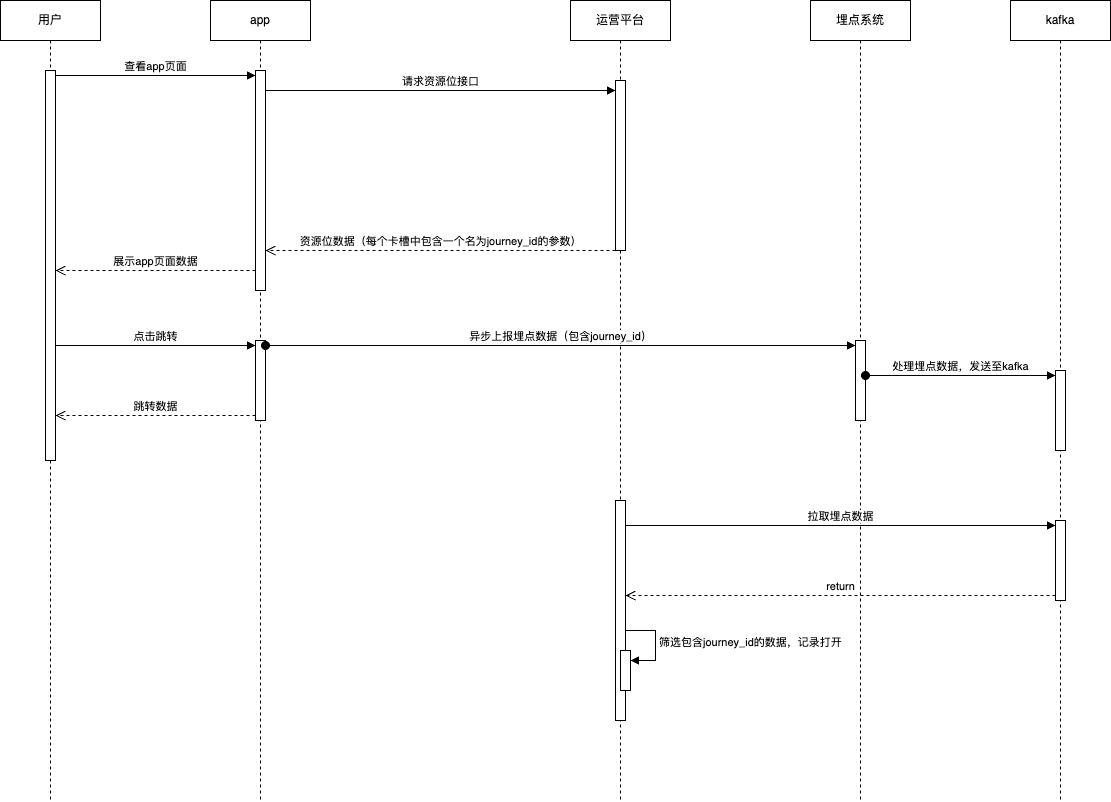 用户
app
运营平台
埋点系统
kafka
查看app页面
请求资源位接口
资源位数据（每个卡槽中包含一个名为journey_id的参数）
展示app页面数据
点击跳转
异步上报埋点数据（包含journey_id）
处理埋点数据，发送至kafka
跳转数据
拉取埋点数据
return
筛选包含journey_id的数据，记录打开